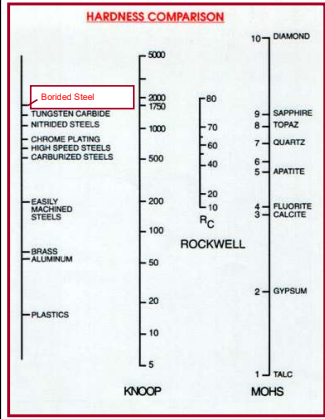 HARDNESS COMPARISON
Borided Steel
TUNGSTEN CARBIDE
NITRIDED STEELS
CHROME PLATING
HIGH SPEED STEELS
CARBURIZED STEELS
EASILY
MACHINED
STEELS
BRASS
ALUMINUM
PLASTICS
5000
2000
1750
1000
500
200
100
50
20
10
5
KNOOP
80
70
60
40
20
10
RC
ROCKWELL
10 DIAMOND
9 SAPPHIRE
8 TOPAZ
7 QUARTZ
6
5 APATITE
4 FLUORITE
3 CALCITE
2 GYPSUM
1 TALC
MOHS